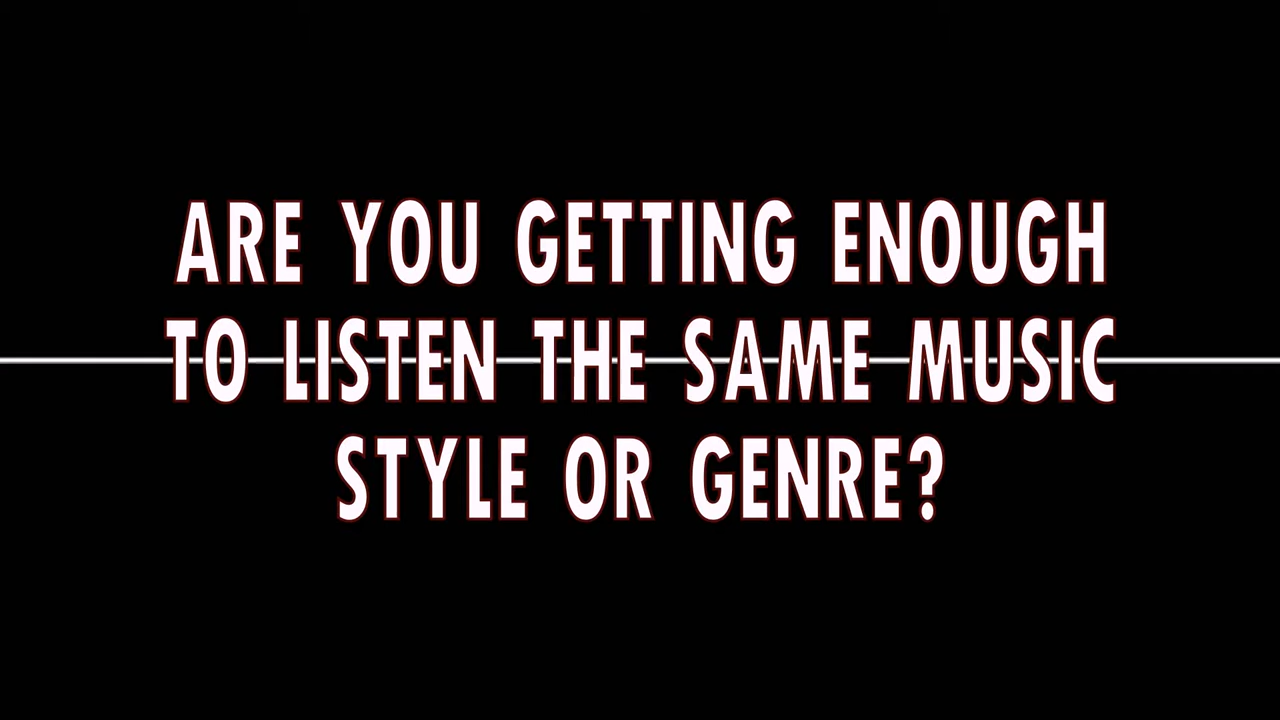 ARE YOU GETTING ENOUGH
TO LISTEN THE SAME MUSIC
STYLE OR GENRE?